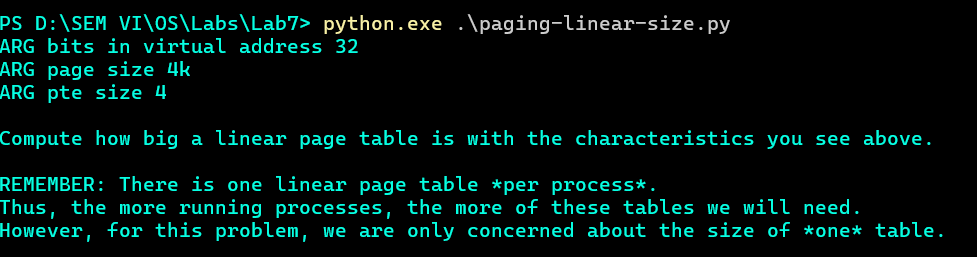 PS D:\SEM VI\OS\Labs\Lab7> python.exe .\paging-linear-size.py
ARG bits in virtual address 32
ARG page size 4k
ARG pte size 4
Compute how big a linear page table is with the characteristics you see above.
REMEMBER: There is one linear page table *per process*.
Thus, the more running processes, the more of these tables we will need.
However, for this problem, we are only concerned about the size of *one* table.